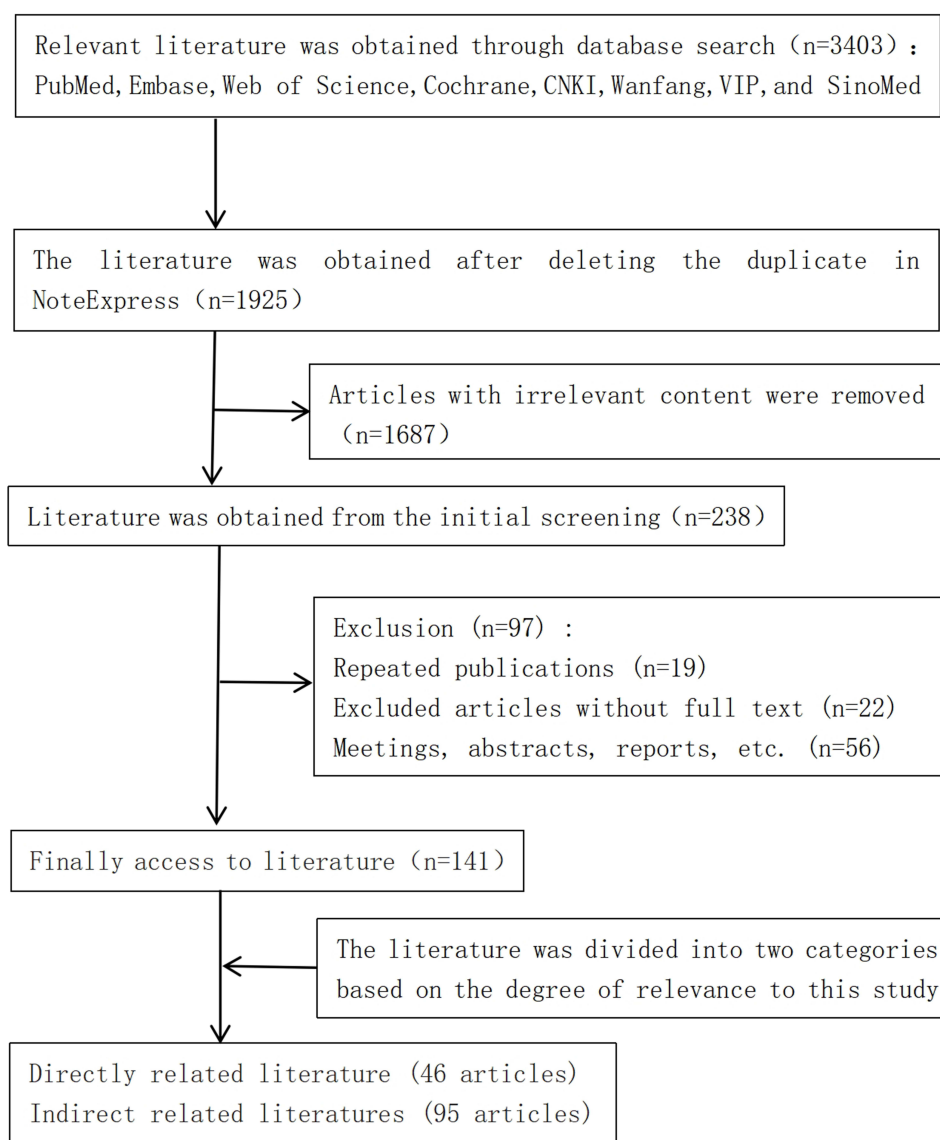 Relevant literature was obtained through database search（n=3403）：
PubMed,Embase,Web of Science,Cochrane,CNKI,Wanfang,VIP,and SinoMed
The literature was obtained after deleting the duplicate in
NoteExpress（n=1925）
Articles with irrelevant content were removed
（n=1687）
Literature was obtained from the initial screening（n=238）
Exclusion (n=97) :
Repeated publications (n=19)
Excluded articles without full text (n=22)
Meetings, abstracts, reports, etc. (n=56)
Finally access to literature（n=141）
The literature was divided into two categories
based on the degree of relevance to this study
Directly related literature (46 articles)
Indirect related literatures (95 articles)